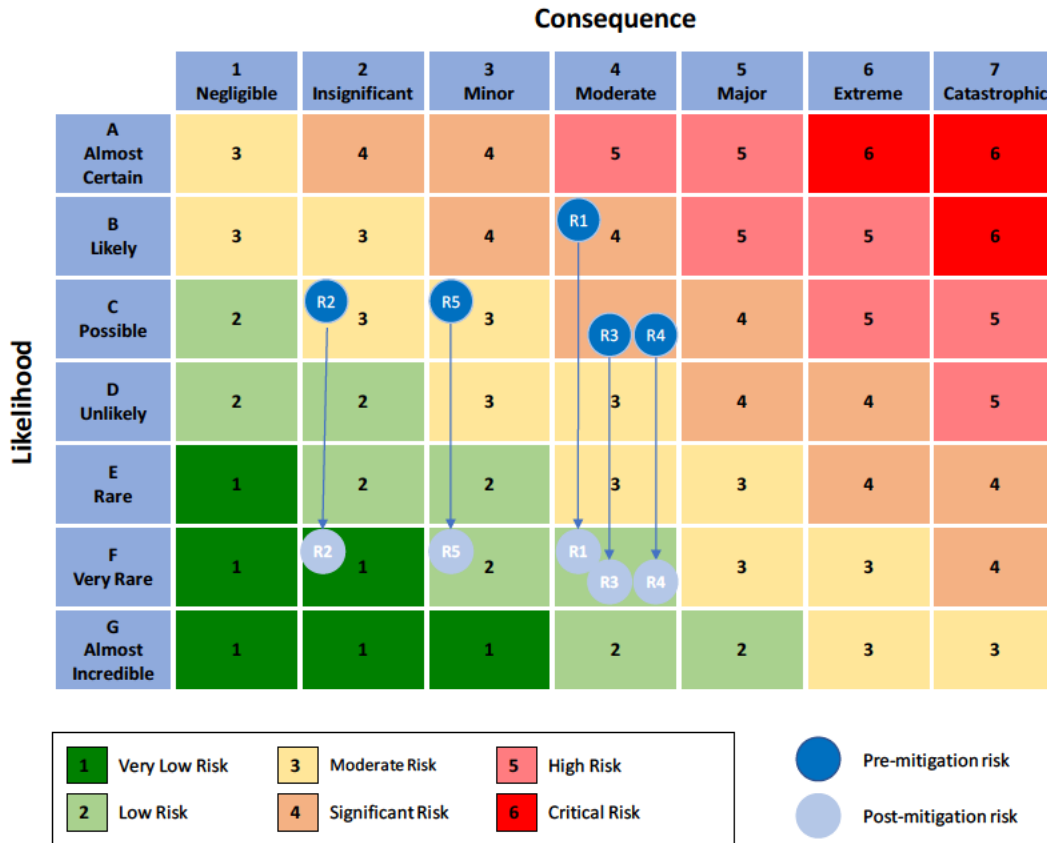 Consequence
1 2 3 4 5 6 7
Negligible Insignificant Minor Moderate Major Extreme Catastrophic
Likelihood
A
Almost
Certain
3 4 4 5 5 6 6
B
Likely
3 3 4 R1 4 5 5 6
C
Possible
2 R2 3 R5 3 R3 R4 4 5 5
D
Unlikely
2 2 3 3 4 4 5
E
Rare
1 2 2 3 3 4 4
F
Very Rare
1 R2 1 R5 2 R1 R3 R4 3 3 4
G
Almost
Incredible
1 1 1 2 2 3 3
1 Very Low Risk 3 Moderate Risk 5 High Risk
2 Low Risk 4 Significant Risk 6 Critical Risk
Pre-mitigation risk
Post-mitigation risk